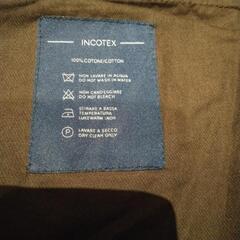 INCOTEX
100%COTONE/COTTON
NON LAVARE IN ACQUA
DO NOT WASH IN WATER
NON CANDEGGIARE
DO NOT BLEACH
STIRARE A BASSA
TEMPERATURA
LUKEWARM IRON
P
LAVARE A SECCO
DRY CLEAN ONLY